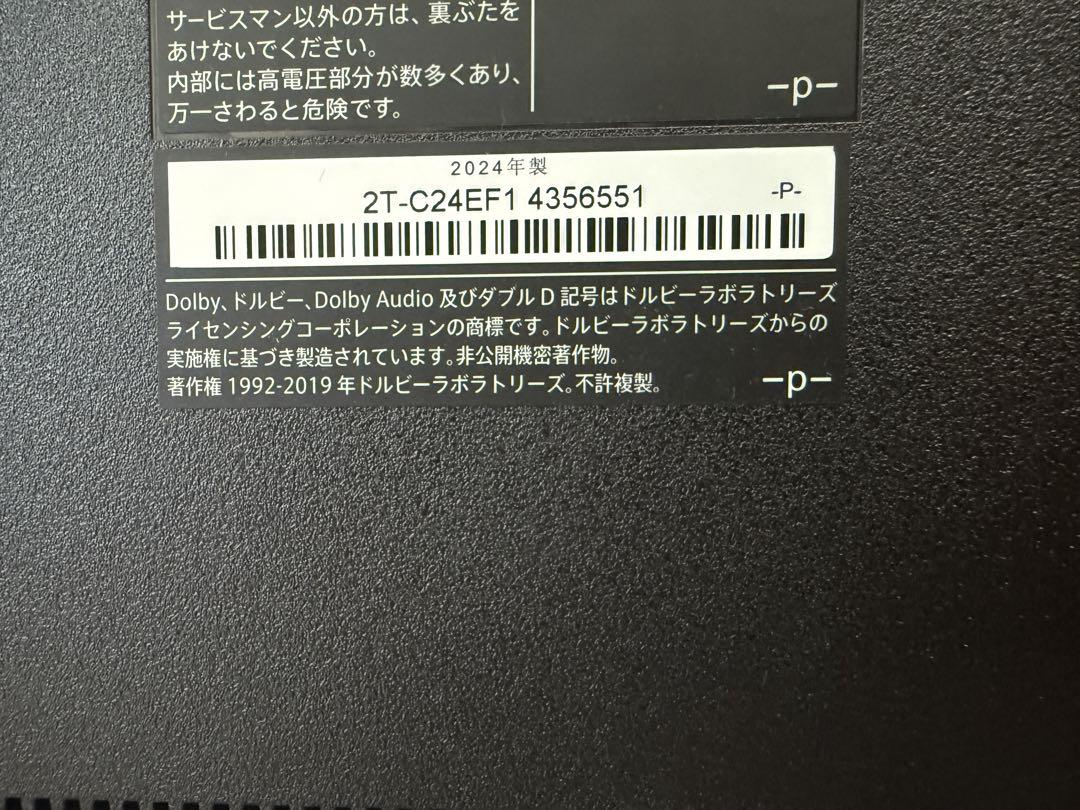 サービスマン以外の方は、裏ぶたを
あけないでください。
内部には高電圧部分が数多くあり、
万一さわると危険です。
-p-
2024年製
2T-C24EF1 4356551
-P-
Dolby、ドルビー、Dolby Audio 及びダブル D 記号はドルビーラボラトリーズ
ライセンシングコーポレーションの商標です。ドルビーラボラトリーズからの
実施権に基づき製造されています。非公開機密著作物。
著作権 1992-2019 年ドルビーラボラトリーズ。不許複製。
-p-